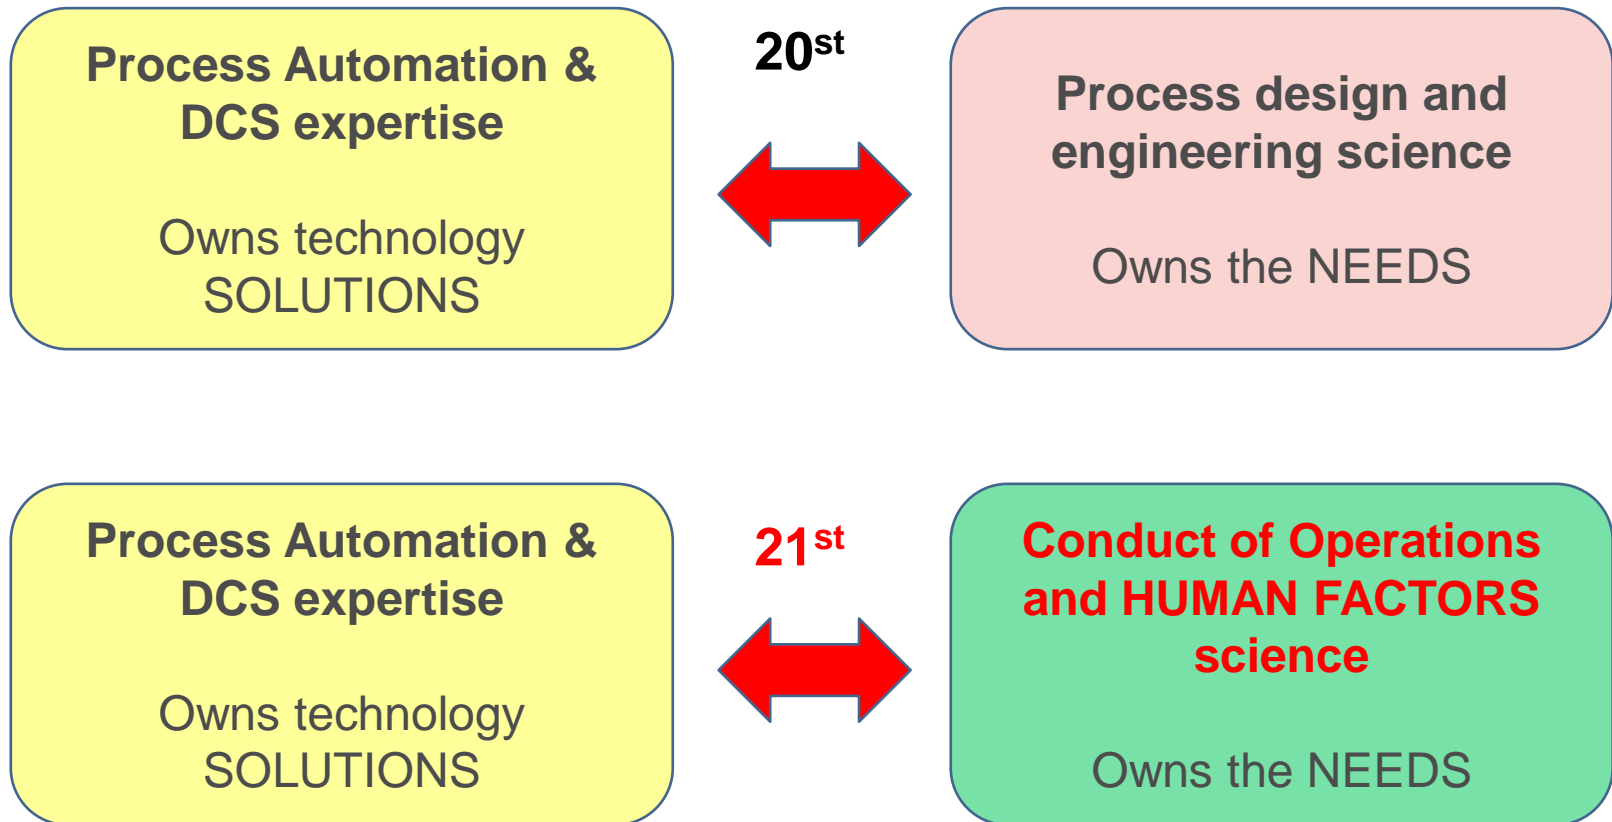 Process Automation &
DCS expertise
Owns technology
SOLUTIONS
20st
Process design and
engineering science
Owns the NEEDS
Process Automation &
DCS expertise
Owns technology
SOLUTIONS
21st
Conduct of Operations
and HUMAN FACTORS
science
Owns the NEEDS